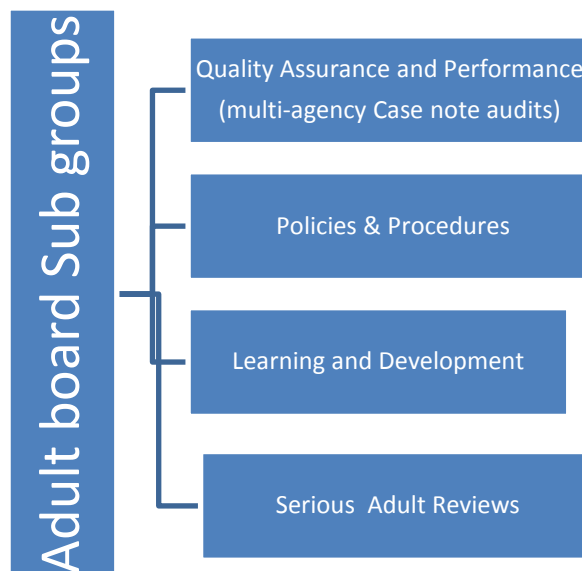 Adult board Sub groups
Quality Assurance and Performance
(multi-agency Case note audits)
Policies & Procedures
Learning and Development
Serious  Adult Reviews